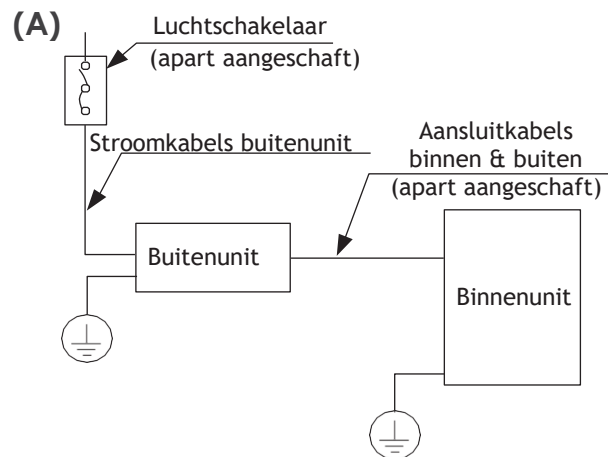 (A)
Luchtschakelaar
(apart aangeschaft)
Stroomkabels buitenunit
Aansluitkabels
binnen & buiten
(apart aangeschaft)
Buitenunit
Binnenunit